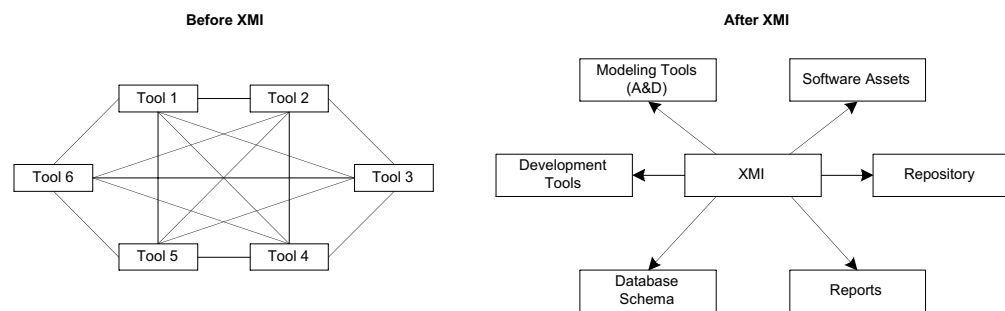 Before XMI
After XMI
Modeling Tools
(A&D)
Software Assets
Tool 1
Tool 2
Tool 6
Tool 3
Development
Tools
XMI
Repository
Tool 5
Tool 4
Database
Schema
Reports